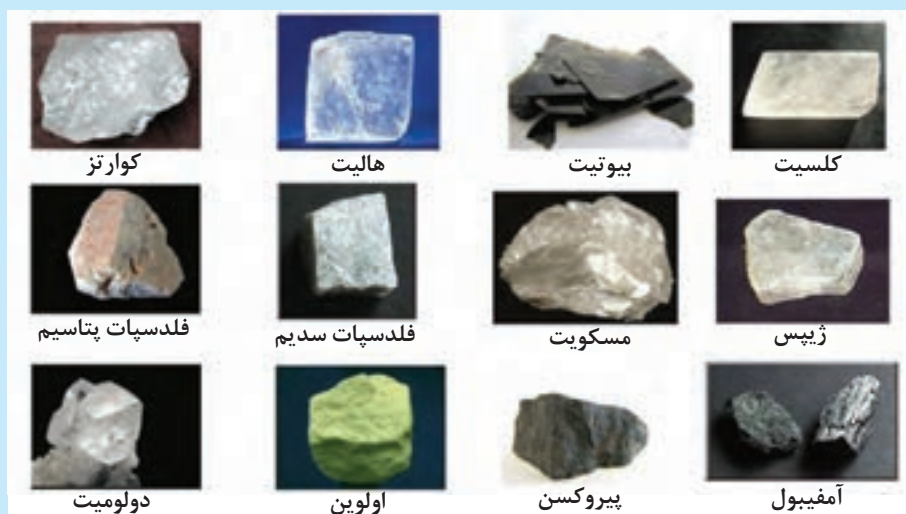 کلسیت
بیوتیت
هالیت
کوارتز
ژیپس
مسکویت
فلدسپات سدیم
فلدسپات پتاسیم
آمفیبول
پیروکسن
اولوین
دولومیت